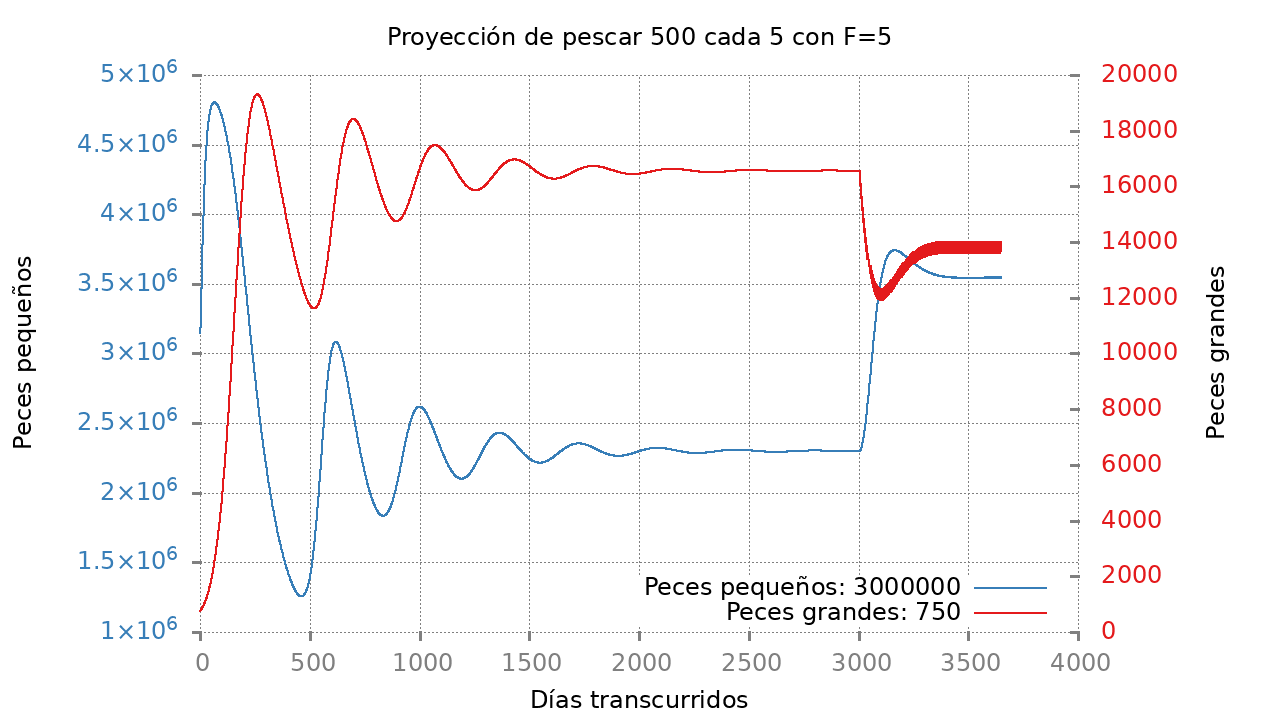 Proyección de pescar 500 cada 5 con F=5
5×10⁶
4.5×10⁶
4×10⁶
3.5×10⁶
3×10⁶
2.5×10⁶
2×10⁶
1.5×10⁶
1×10⁶
Peces pequeños
20000
18000
16000
14000
12000
10000
8000
6000
4000
2000
0
Peces grandes
Peces pequeños: 3000000
Peces grandes: 750
0 500 1000 1500 2000 2500 3000 3500 4000
Días transcurridos